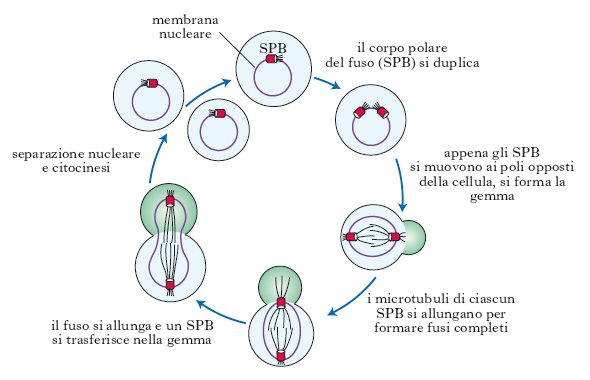 membrana
nucleare
SPB
il corpo polare
del fuso (SPB) si duplica
appena gli SPB
si muovono ai poli opposti
della cellula, si forma la
gemma
i microtubuli di ciascun
SPB si allungano per
formare fusi completi
il fuso si allunga e un SPB
si trasferisce nella gemma
separazione nucleare
e citocinesi